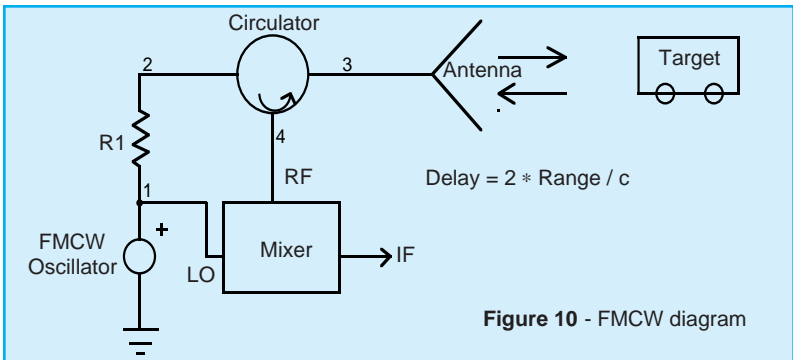 Circulator
2
3
Antenna
Target
R1
4
RF
Delay = 2 * Range / c
1
+
FMCW
Oscillator
LO
Mixer
IF
Figure 10 - FMCW diagram